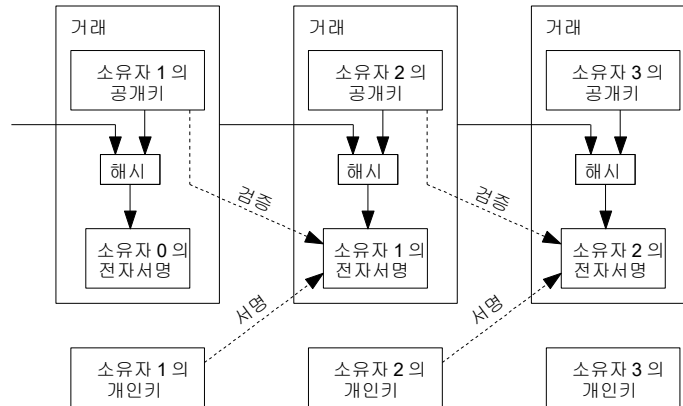 거래
소유자 1 의
공개키
해시
소유자 0 의
전자서명
거래
소유자 2 의
공개키
해시
소유자 1 의
전자서명
거래
소유자 3 의
공개키
해시
소유자 2 의
전자서명
검증
검증
서명
서명
소유자 1 의
개인키
소유자 2 의
개인키
소유자 3 의
개인키